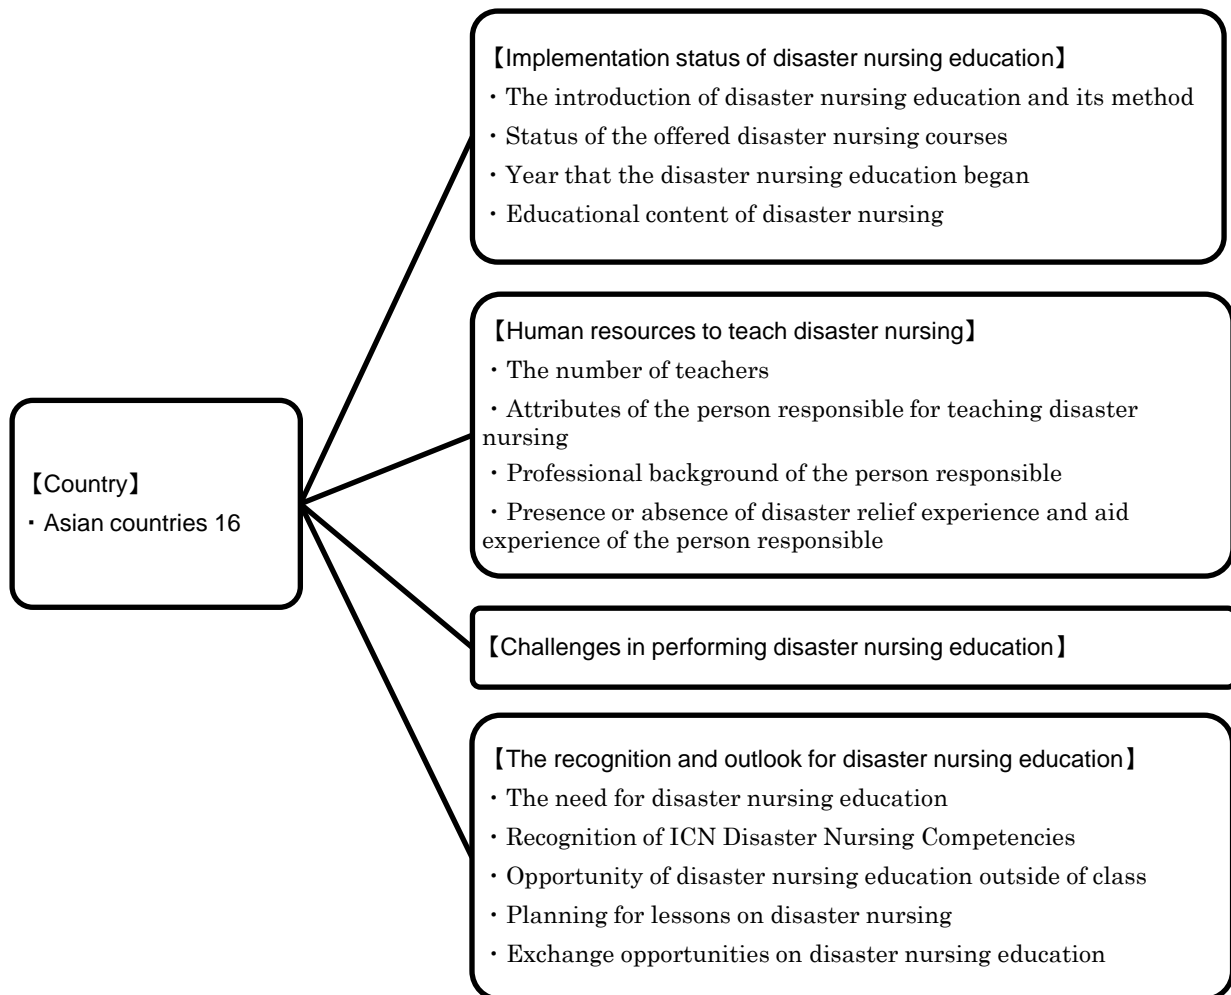 【Implementation status of disaster nursing education】
・The introduction of disaster nursing education and its method
・Status of the offered disaster nursing courses
・Year that the disaster nursing education began
・Educational content of disaster nursing
【Human resources to teach disaster nursing】
・The number of teachers
・Attributes of the person responsible for teaching disaster
nursing
・Professional background of the person responsible
・Presence or absence of disaster relief experience and aid
experience of the person responsible
【Country】
・Asian countries 16
【Challenges in performing disaster nursing education】
【The recognition and outlook for disaster nursing education】
・The need for disaster nursing education
・Recognition of ICN Disaster Nursing Competencies
・Opportunity of disaster nursing education outside of class
・Planning for lessons on disaster nursing
・Exchange opportunities on disaster nursing education